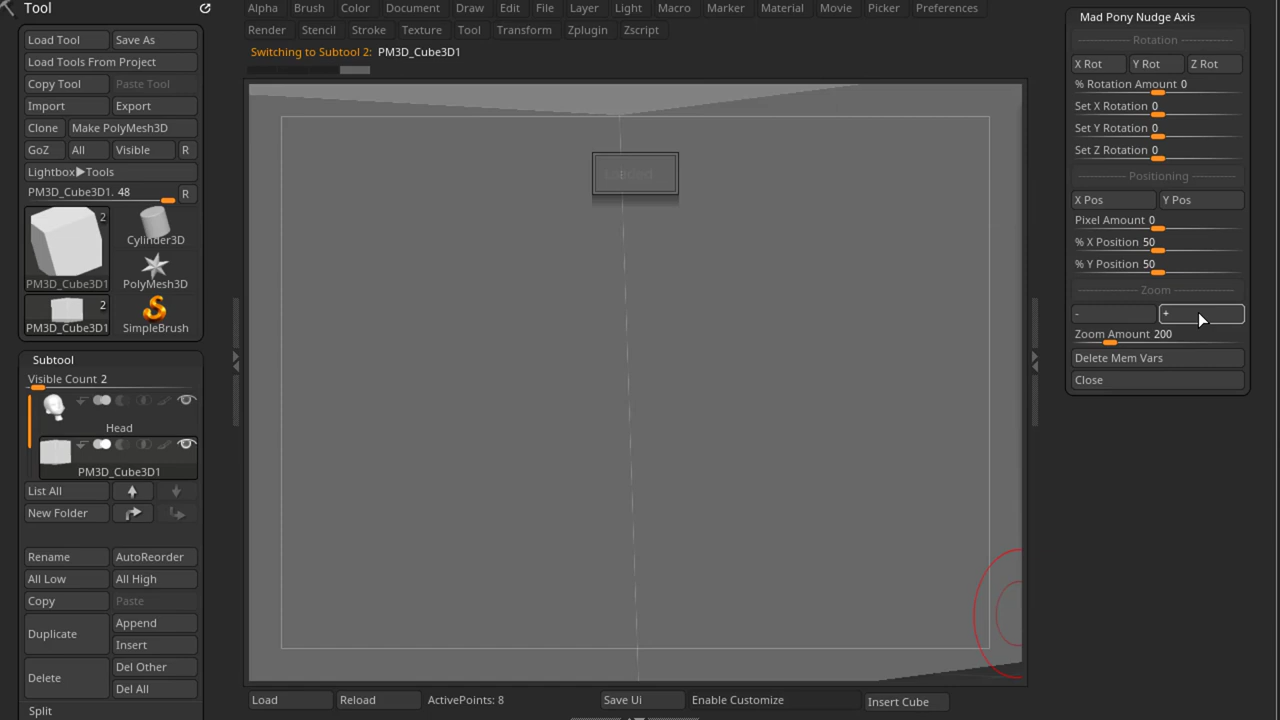 Tool
Load Tool Save As
Load Tools From Project
Copy Tool Paste Tool
Import Export
Clone Make PolyMesh3D
GoZ All Visible R
Lightbox▶Tools
PM3D_Cube3D1. 48 R
2
Cylinder3D
PM3D_Cube3D1 PolyMesh3D
2
PM3D_Cube3D1 SimpleBrush
Subtool
Visible Count 2
Head
PM3D_Cube3D1
List All
New Folder
Rename AutoReorder
All Low All High
Copy Paste
Duplicate Append
Insert
Delete Del Other
Del All
Split
Alpha Brush Color Document Draw Edit File Layer Light Macro Marker Material Movie Picker Preferences
Render Stencil Stroke Texture Tool Transform Zplugin Zscript
Switching to Subtool 2: PM3D_Cube3D1
Load Reload ActivePoints: 8 Save Ui Enable Customize Insert Cube
Mad Pony Nudge Axis
Rotation
X Rot Y Rot Z Rot
% Rotation Amount 0
Set X Rotation 0
Set Y Rotation 0
Set Z Rotation 0
Positioning
X Pos Y Pos
Pixel Amount 0
% X Position 50
% Y Position 50
Zoom
- +
Zoom Amount 200
Delete Mem Vars
Close